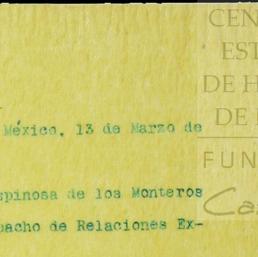 CEN
EST
DE H
DE
FUN
Ca
México, 13 de Marzo de
spinosa de los Monteros
pacho de Relaciones Ex-